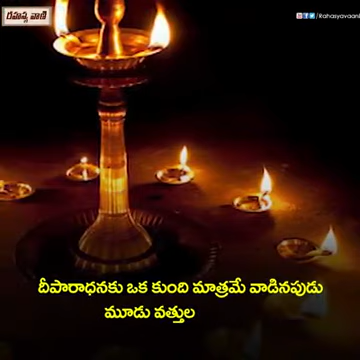 రహస్య వాణి
/Rahasyavaani
దీపారాధనకు ఒక కుంది మాత్రమే వాడినపుడు
మూడు వత్తుల